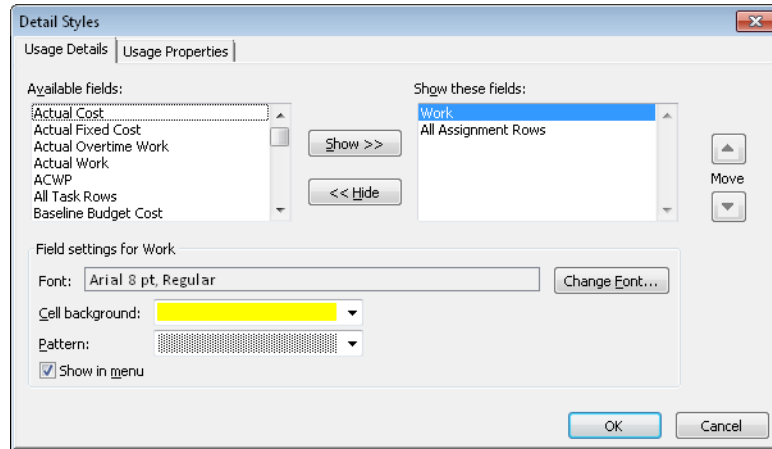 Detail Styles
Usage Details
Usage Properties
Available fields:
Show these fields:
Actual Cost
Actual Fixed Cost
Actual Overtime Work
Actual Work
ACWP
All Task Rows
Baseline Budget Cost
Show >>
<< Hide
Work
All Assignment Rows
Move
Field settings for Work
Font: Arial 8 pt, Regular
Change Font...
Cell background:
Pattern:
Show in menu
OK
Cancel